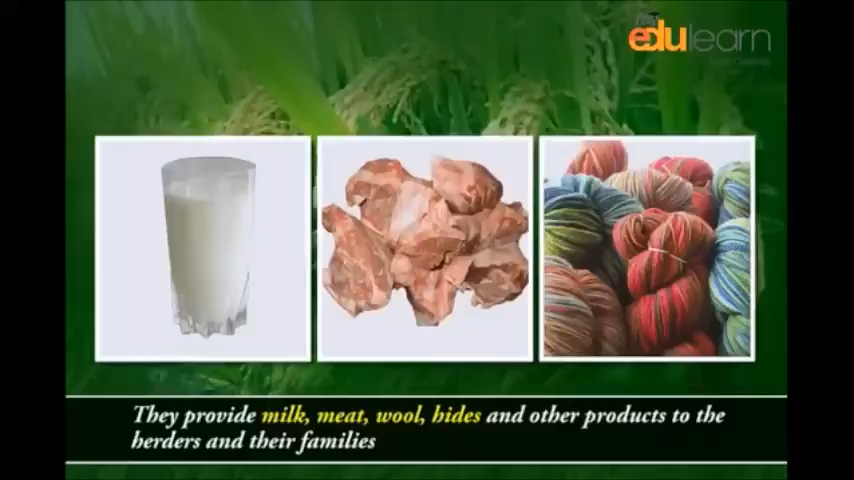 edulearn
They provide milk, meat, wool, hides and other products to the
herders and their families